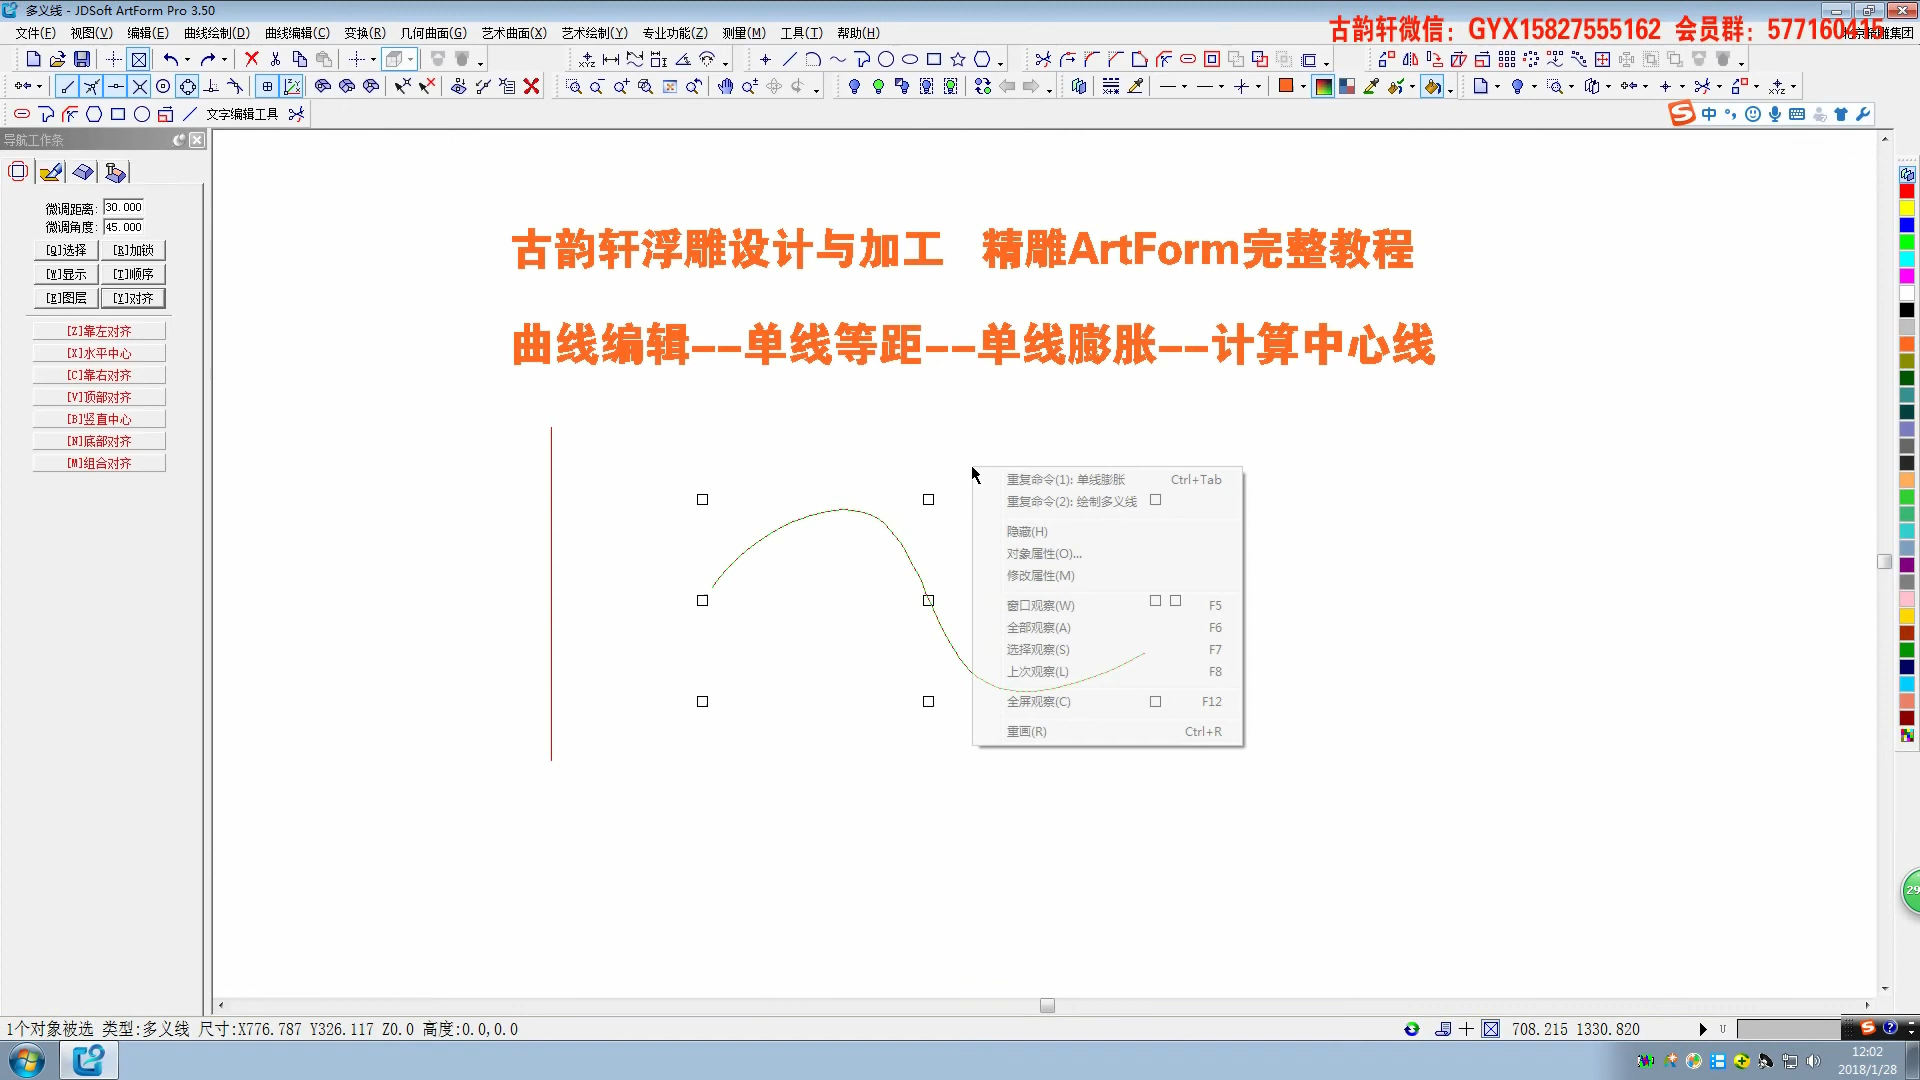 多义线 - JDSoft ArtForm Pro 3.50
古韵轩微信：GYX15827555162 会员群：577160415
文件(F) 视图(V) 编辑(E) 曲线绘制(D) 曲线编辑(C) 变换(R) 几何曲面(G) 艺术曲面(X) 艺术绘制(Y) 专业功能(Z) 测量(M) 工具(T) 帮助(H)
文字编辑工具
中
导航工作条
微调距离: 30.000
微调角度: 45.000
[Q]选择 [R]加锁
[W]显示 [T]顺序
[E]图层 [Y]对齐
[Z]靠左对齐
[X]水平中心
[C]靠右对齐
[V]顶部对齐
[B]竖直中心
[N]底部对齐
[M]组合对齐
古韵轩浮雕设计与加工 精雕ArtForm完整教程
曲线编辑--单线等距--单线膨胀--计算中心线
重复命令(1): 单线膨胀 Ctrl+Tab
重复命令(2): 绘制多义线
隐藏(H)
对象属性(O)...
修改属性(M)
窗口观察(W) F5
全部观察(A) F6
选择观察(S) F7
上次观察(L) F8
全屏观察(C) F12
重画(R) Ctrl+R
29
1个对象被选 类型:多义线 尺寸:X776.787 Y326.117 Z0.0 高度:0.0,0.0
708.215 1330.820
12:02
2018/1/28